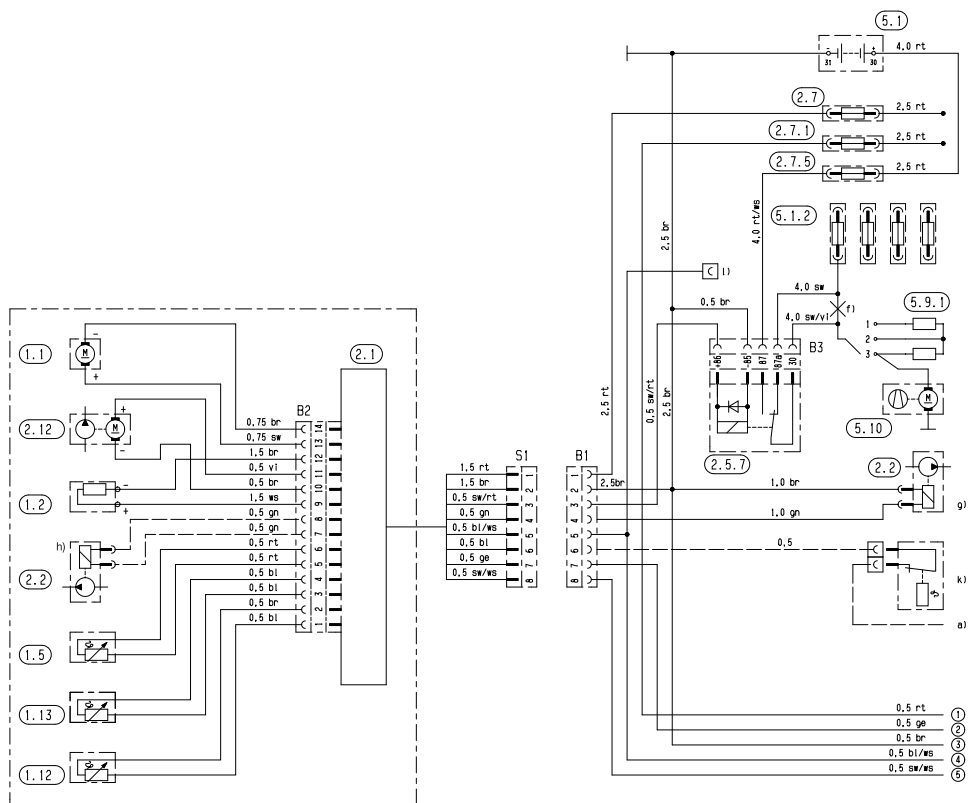 5.1
4.0 rt
31
30
-
+
2.7
2.5 rt
2.7.1
2.5 rt
2.7.5
2.5 rt
5.1.2
4.0 rt/ws
2.5 br
C l)
4.0 sw
f)
4.0 sw/vi
0.5 br
5.9.1
1
2
3
B3
+86
-85
87
87a
30
2.5.7
M
5.10
2.5 rt
0.5 sw/rt
2.5 br
1.1
-
M
+
2.1
2.12
+
M
-
1.2
-
+
h)
2.2
1.5
1.13
1.12
B2
0.75 br 14
0.75 sw 13
1.5 br 12
0.5 vi 11
0.5 br 10
1.5 ws 9
0.5 gn 8
0.5 gn 7
0.5 rt 6
0.5 rt 5
0.5 bl 4
0.5 bl 3
0.5 br 2
0.5 bl 1
S1
1.5 rt 1
1.5 br 2
0.5 sw/rt 3
0.5 gn 4
0.5 bl/ws 5
0.5 bl 6
0.5 ge 7
0.5 sw/ws 8
B1
1
2 2.5br
3
4
5
6
7
8
1.0 br
2.2
1.0 gn
g)
0.5
C
C
k)
a)
0.5 rt 1
0.5 ge 2
0.5 br 3
0.5 bl/ws 4
0.5 sw/ws 5